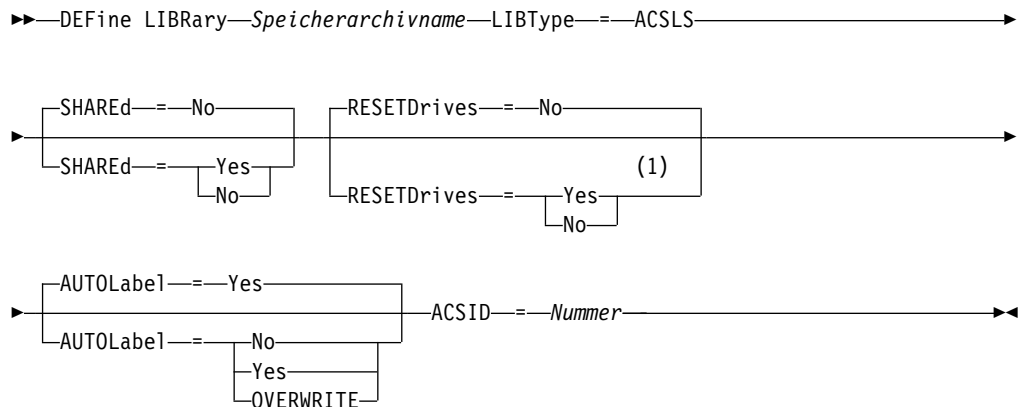 DEFine LIBRary Speicherarchivname LIBType = ACSLS
SHAREd = No RESETDrives = No
SHAREd = Yes (1)
No RESETDrives = Yes
No
AUTOLabel = Yes
ACSID = Nummer
AUTOLabel = No
Yes
OVERWRITE